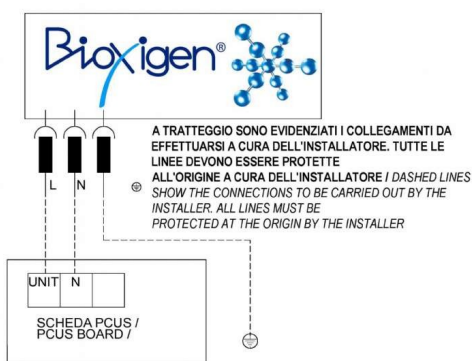 Bioxigen®
A TRATTEGGIO SONO EVIDENZIATI I COLLEGAMENTI DA
EFFETTUARSI A CURA DELL'INSTALLATORE. TUTTE LE
LINEE DEVONO ESSERE PROTETTE
ALL'ORIGINE A CURA DELL'INSTALLATORE / DASHED LINES
SHOW THE CONNECTIONS TO BE CARRIED OUT BY THE
INSTALLER. ALL LINES MUST BE
PROTECTED AT THE ORIGIN BY THE INSTALLER
L N
UNIT N
SCHEDA PCUS /
PCUS BOARD /